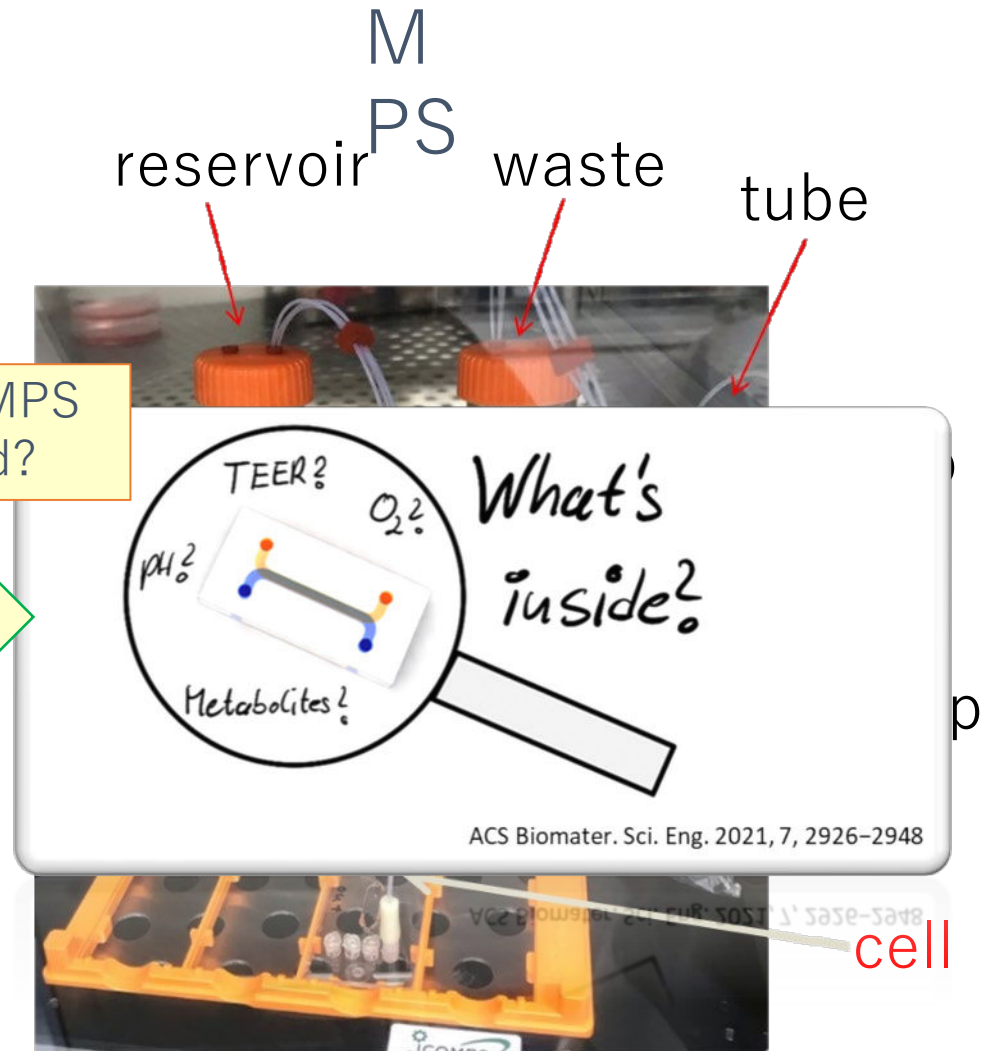 M
PS
reservoir
waste
tube
MPS
d?
TEER?
O2?
pH?
Metabolites?
What's
inside?
p
ACS Biomater. Sci. Eng. 2021, 7, 2926−2948
cell